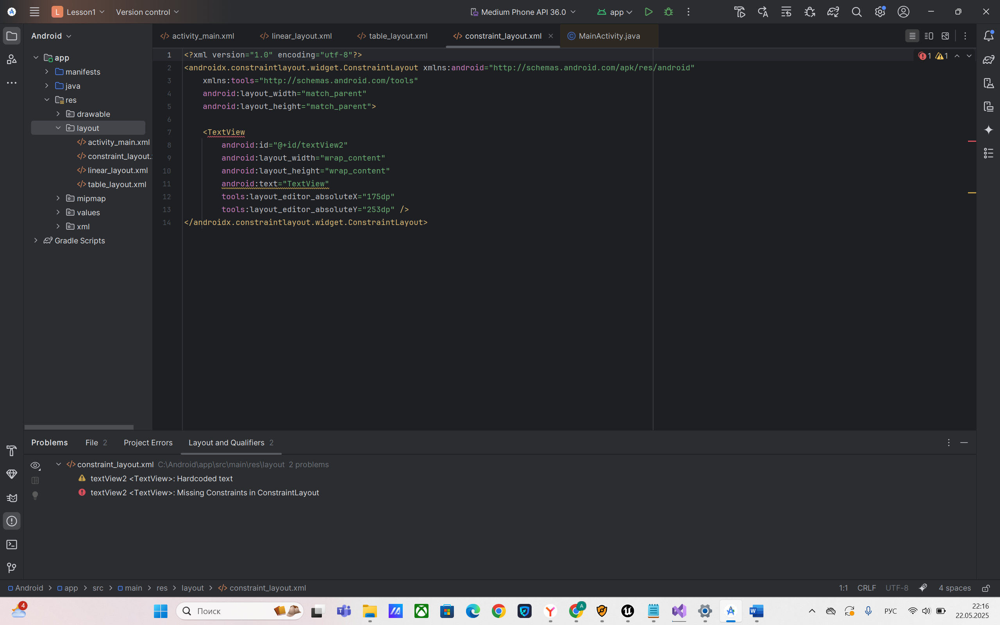 L Lesson1 Version control Medium Phone API 36.0 app
Android
activity_main.xml linear_layout.xml table_layout.xml constraint_layout.xml MainActivity.java
app
manifests
java
res
drawable
layout
activity_main.xml
constraint_layout.
linear_layout.xml
table_layout.xml
mipmap
values
xml
Gradle Scripts
1 <?xml version="1.0" encoding="utf-8"?>
2 <androidx.constraintlayout.widget.ConstraintLayout xmlns:android="http://schemas.android.com/apk/res/android"
3 xmlns:tools="http://schemas.android.com/tools"
4 android:layout_width="match_parent"
5 android:layout_height="match_parent">
6
7 <TextView
8 android:id="@+id/textView2"
9 android:layout_width="wrap_content"
10 android:layout_height="wrap_content"
11 android:text="TextView"
12 tools:layout_editor_absoluteX="175dp"
13 tools:layout_editor_absoluteY="253dp" />
14 </androidx.constraintlayout.widget.ConstraintLayout>
1 1
Problems File 2 Project Errors Layout and Qualifiers 2
constraint_layout.xml C:\Android\app\src\main\res\layout 2 problems
textView2 <TextView>: Hardcoded text
textView2 <TextView>: Missing Constraints in ConstraintLayout
Android > app > src > main > res > layout > constraint_layout.xml 1:1 CRLF UTF-8 4 spaces
4 Поиск РУС 22:16
22.05.2025